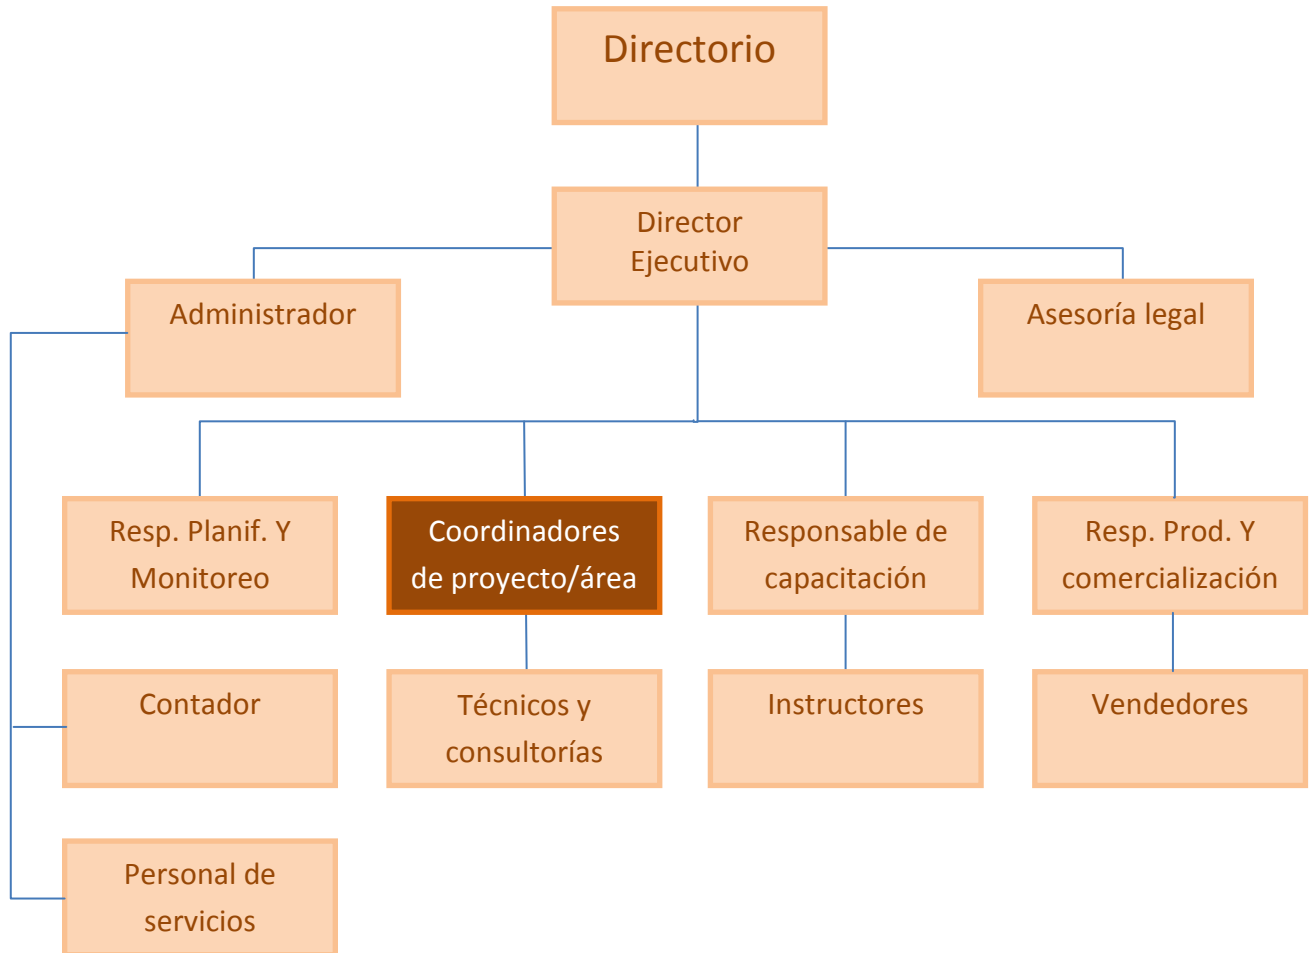 Directorio
Director
Ejecutivo
Administrador
Asesoría legal
Resp. Planif. Y
Monitoreo
Coordinadores
de proyecto/área
Responsable de
capacitación
Resp. Prod. Y
comercialización
Contador
Técnicos y
consultorías
Instructores
Vendedores
Personal de
servicios